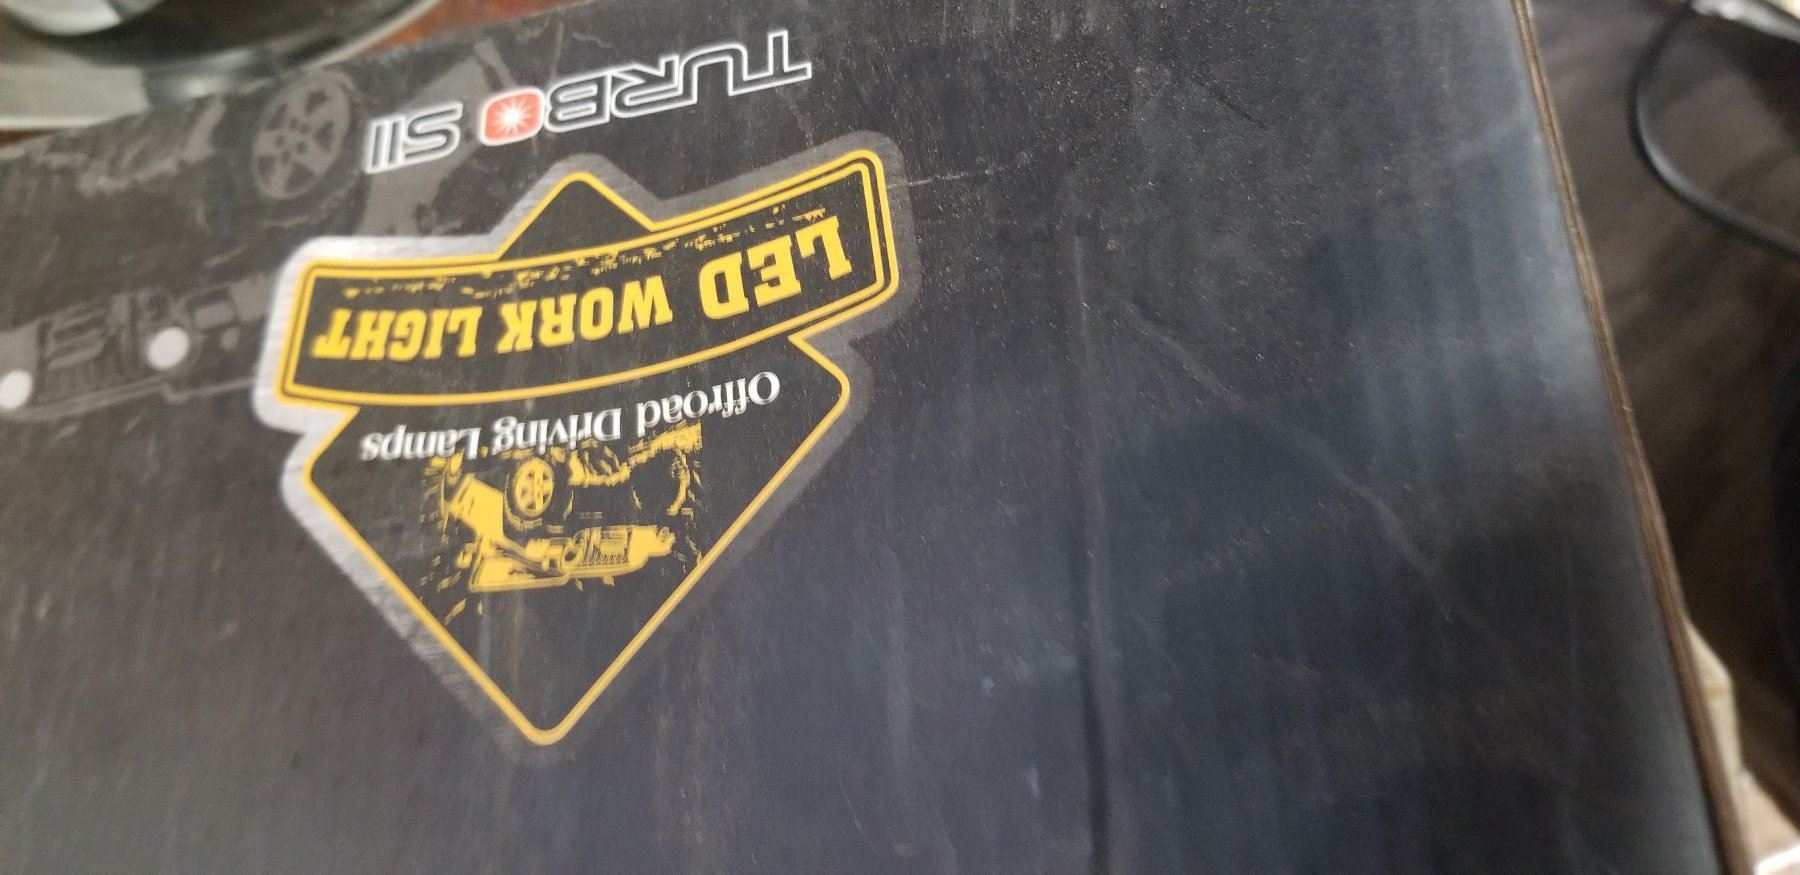 LED WORK LIGHT
Offroad Driving Lamps
TURBO SII